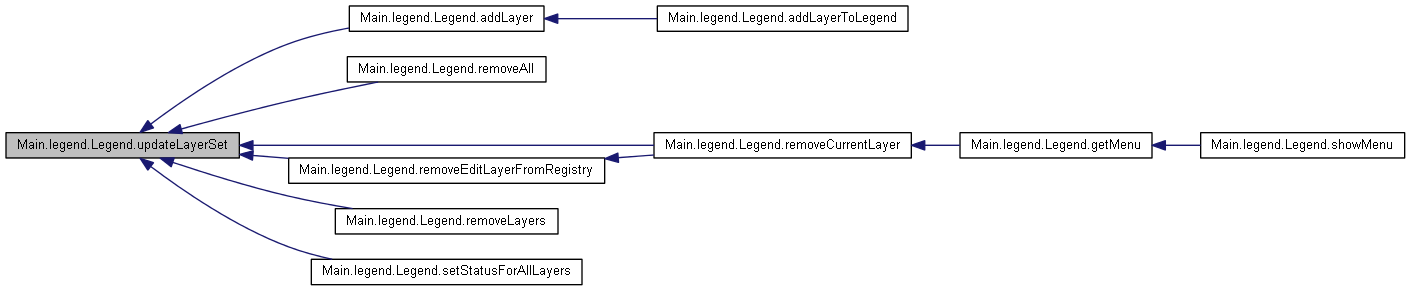 Main.legend.Legend.addLayer
Main.legend.Legend.addLayerToLegend
Main.legend.Legend.removeAll
Main.legend.Legend.updateLayerSet
Main.legend.Legend.removeCurrentLayer
Main.legend.Legend.getMenu
Main.legend.Legend.showMenu
Main.legend.Legend.removeEditLayerFromRegistry
Main.legend.Legend.removeLayers
Main.legend.Legend.setStatusForAllLayers